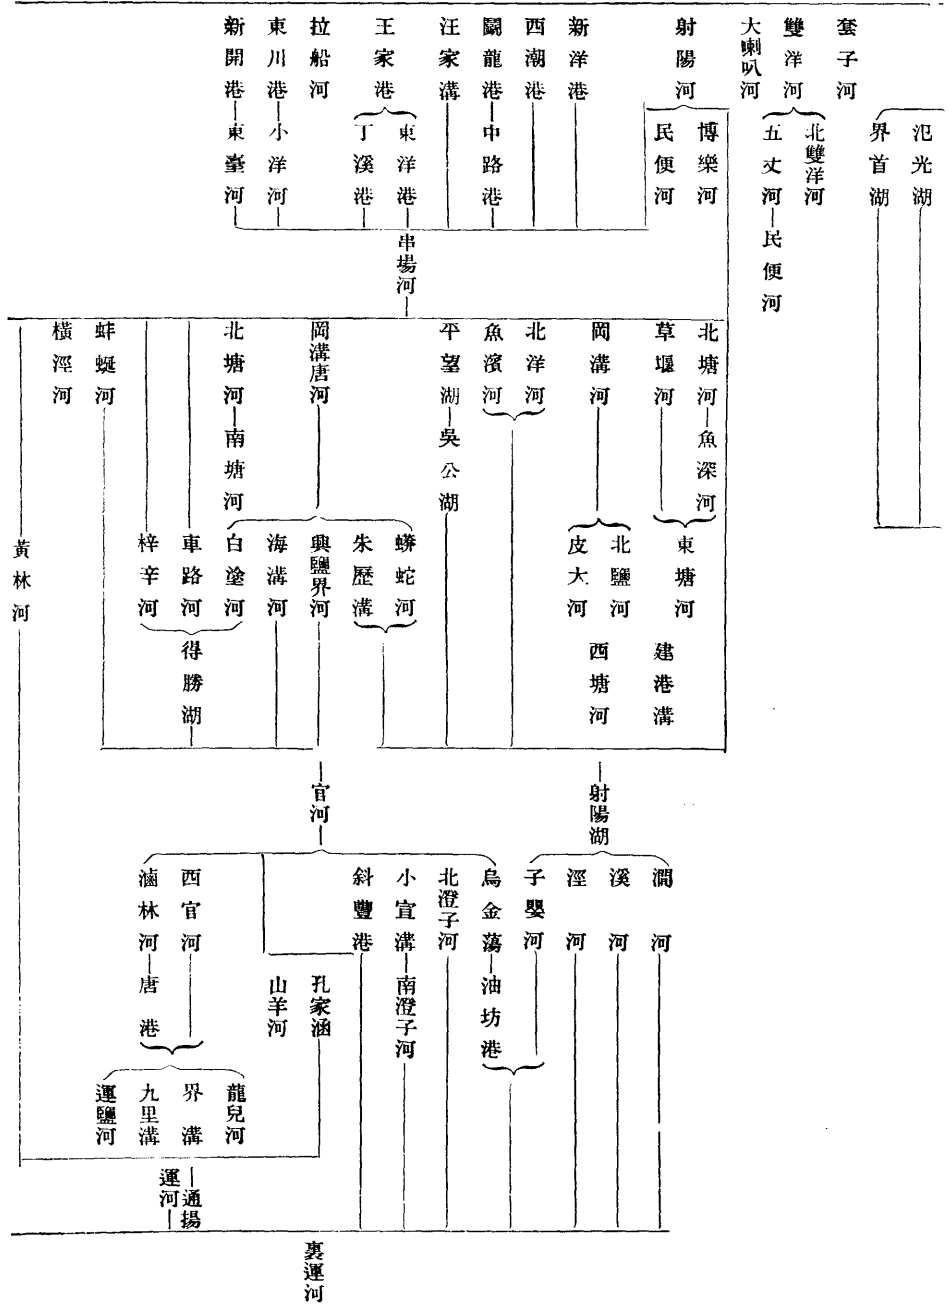 氾光湖
界首湖
套子河
雙洋河
北雙洋河
五丈河
民便河
大喇叭河
射陽河
博樂河
民便河
新洋港
西潮港
鬭龍港
中路港
汪家溝
王家港
東洋港
丁溪港
拉船河
東川港
小洋河
新開港
東臺河
串場河
北塘河
魚深河
草堰河
東塘河
建港溝
岡溝河
北鹽河
皮大河
西塘河
北洋河
魚濱河
平望湖
吳公湖
岡溝唐河
蟒蛇河
朱歷溝
興鹽界河
海溝河
白塗河
北塘河
南塘河
車路河
梓辛河
得勝湖
蚌蜒河
橫涇河
黃林河
射陽湖
官河
澗河
溪河
涇河
子嬰河
烏金蕩
油坊港
北澄子河
小官溝
南澄子河
斜豐港
孔家涵
山羊河
西官河
滷林河
唐港
龍兒河
界溝
九里溝
運鹽河
通揚
運河
裏運河